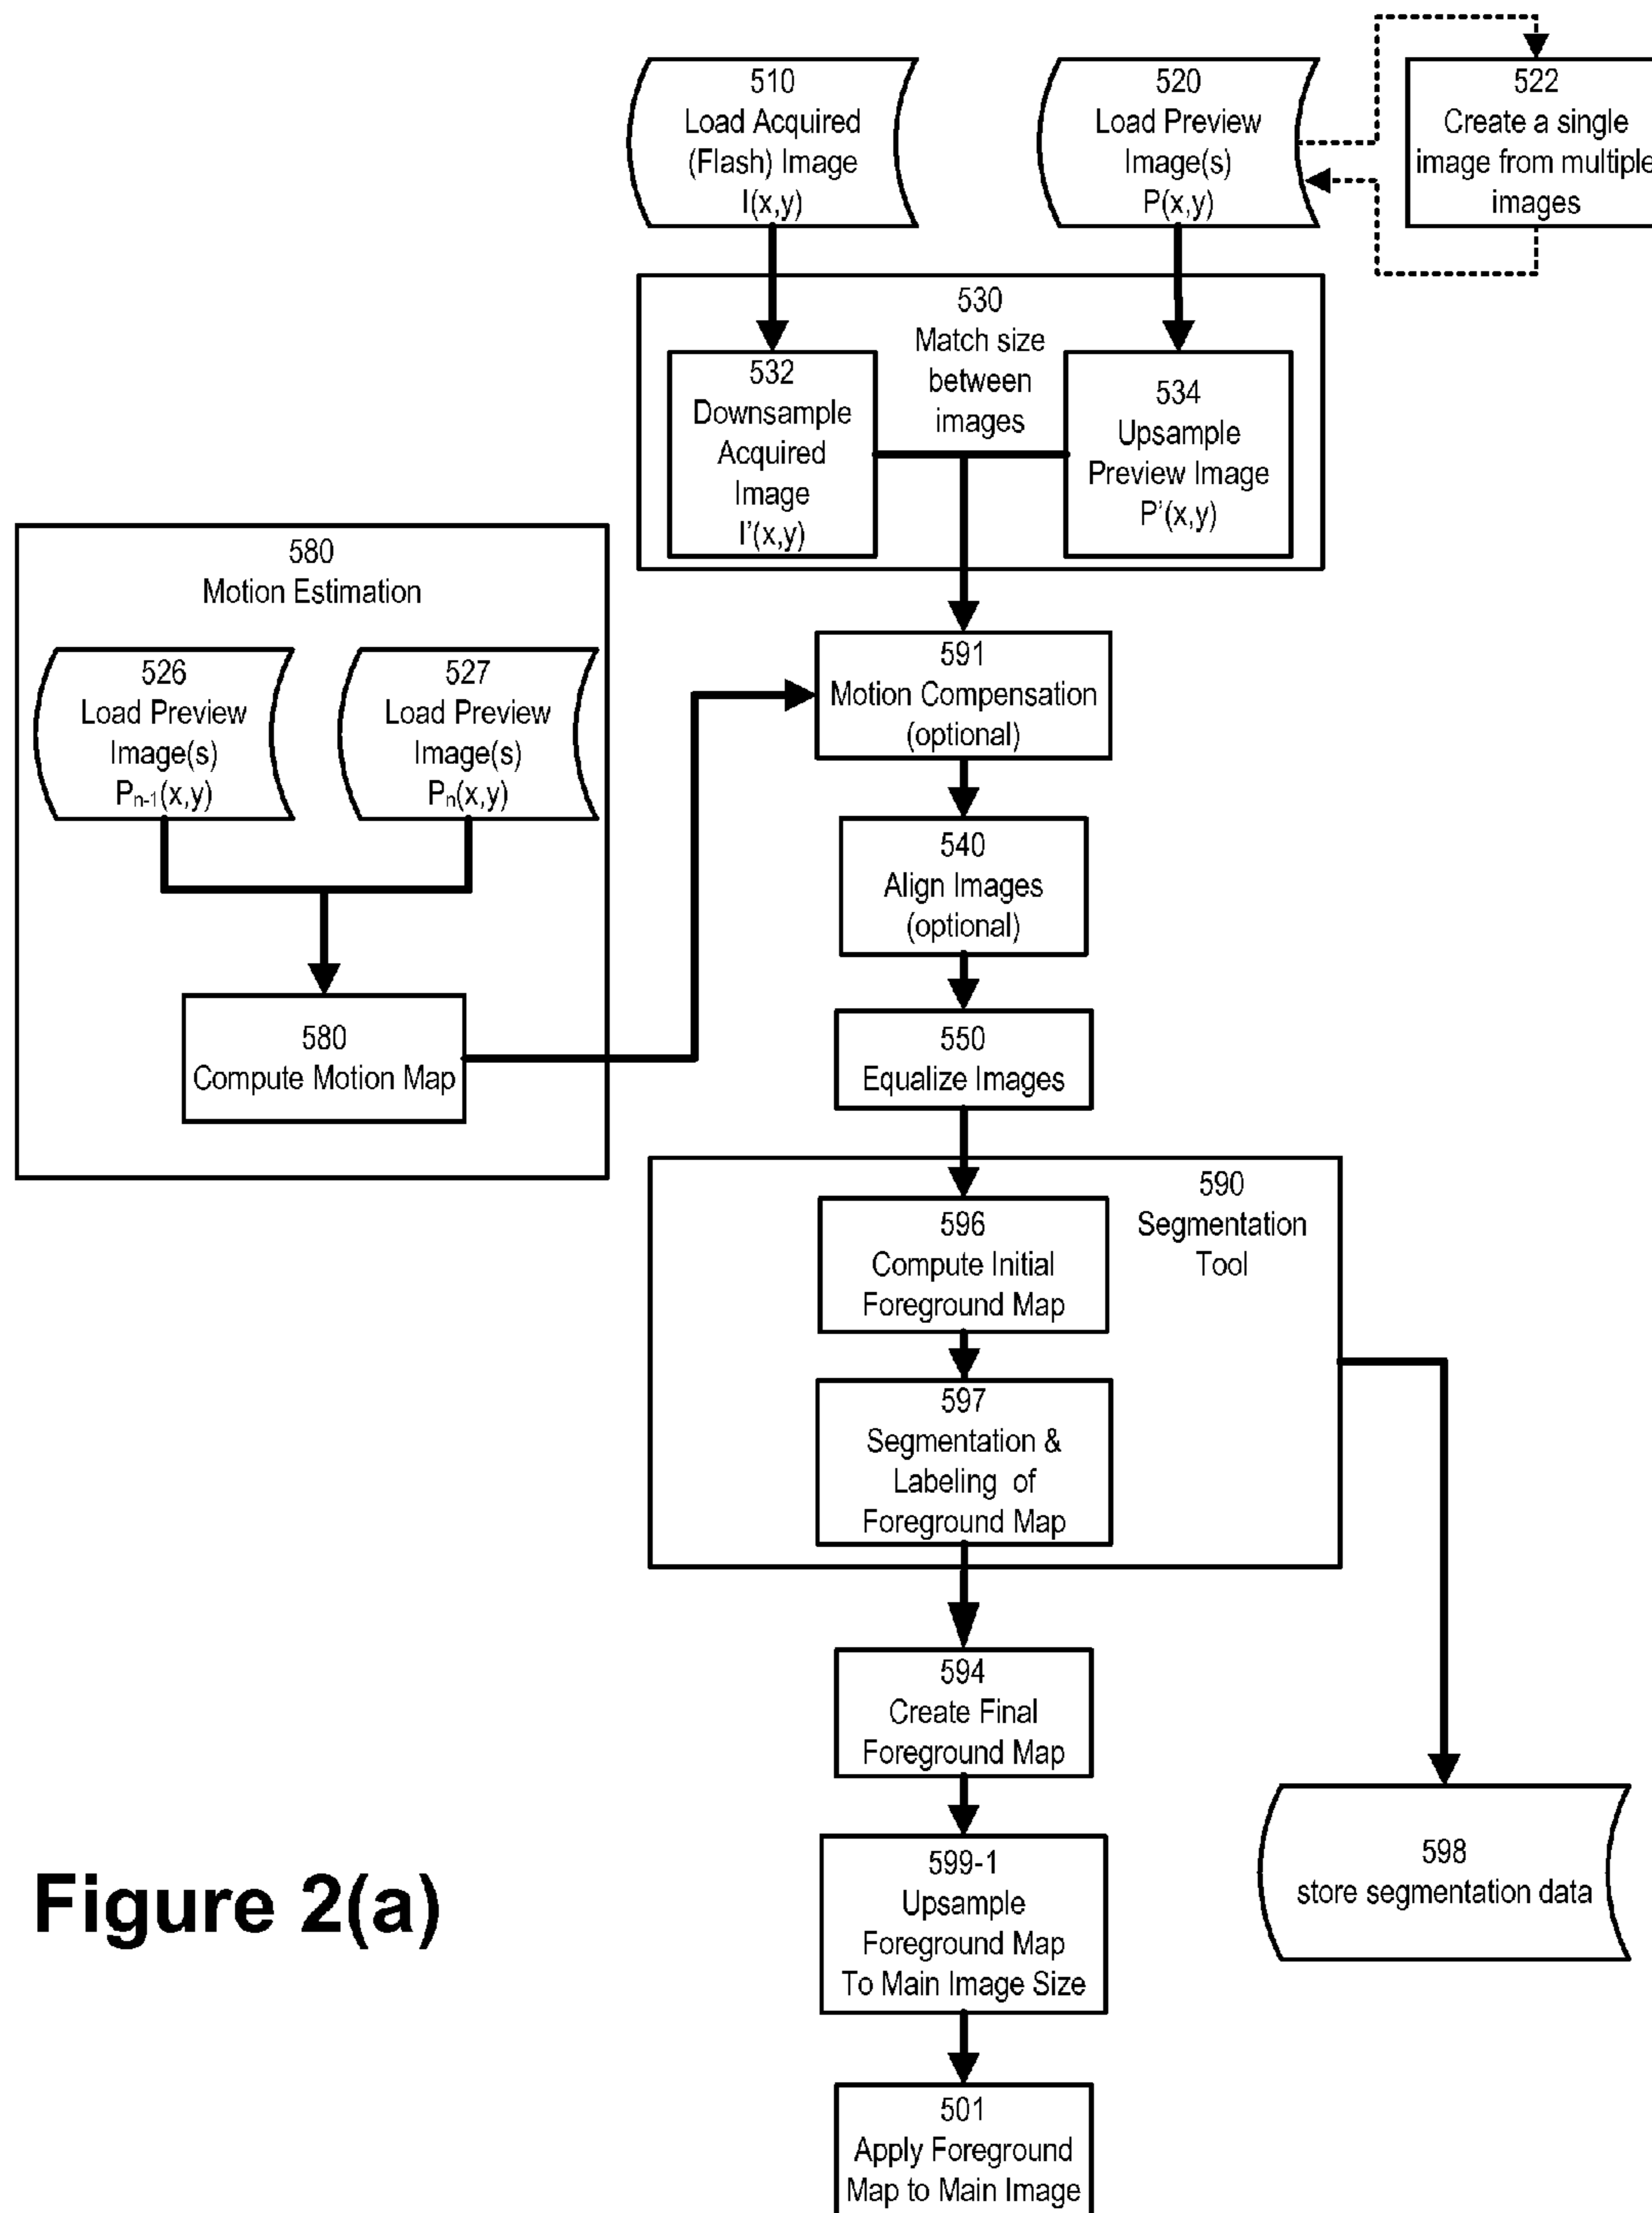 510
Load Acquired
(Flash) Image
I(x,y)
520
Load Preview
Image(s)
P(x,y)
522
Create a single
image from multiple
images
530
Match size
between
images
532
Downsample
Acquired
Image
I'(x,y)
534
Upsample
Preview Image
P'(x,y)
580
Motion Estimation
526
Load Preview
Image(s)
Pn-1(x,y)
527
Load Preview
Image(s)
Pn(x,y)
580
Compute Motion Map
591
Motion Compensation
(optional)
540
Align Images
(optional)
550
Equalize Images
590
Segmentation
Tool
596
Compute Initial
Foreground Map
597
Segmentation &
Labeling of
Foreground Map
594
Create Final
Foreground Map
598
store segmentation data
599-1
Upsample
Foreground Map
To Main Image Size
501
Apply Foreground
Map to Main Image
Figure 2(a)